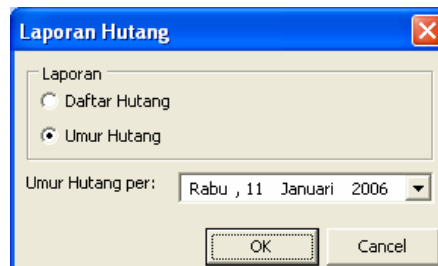 Laporan Hutang
Laporan
Daftar Hutang
Umur Hutang
Umur Hutang per: Rabu , 11 Januari 2006
OK Cancel